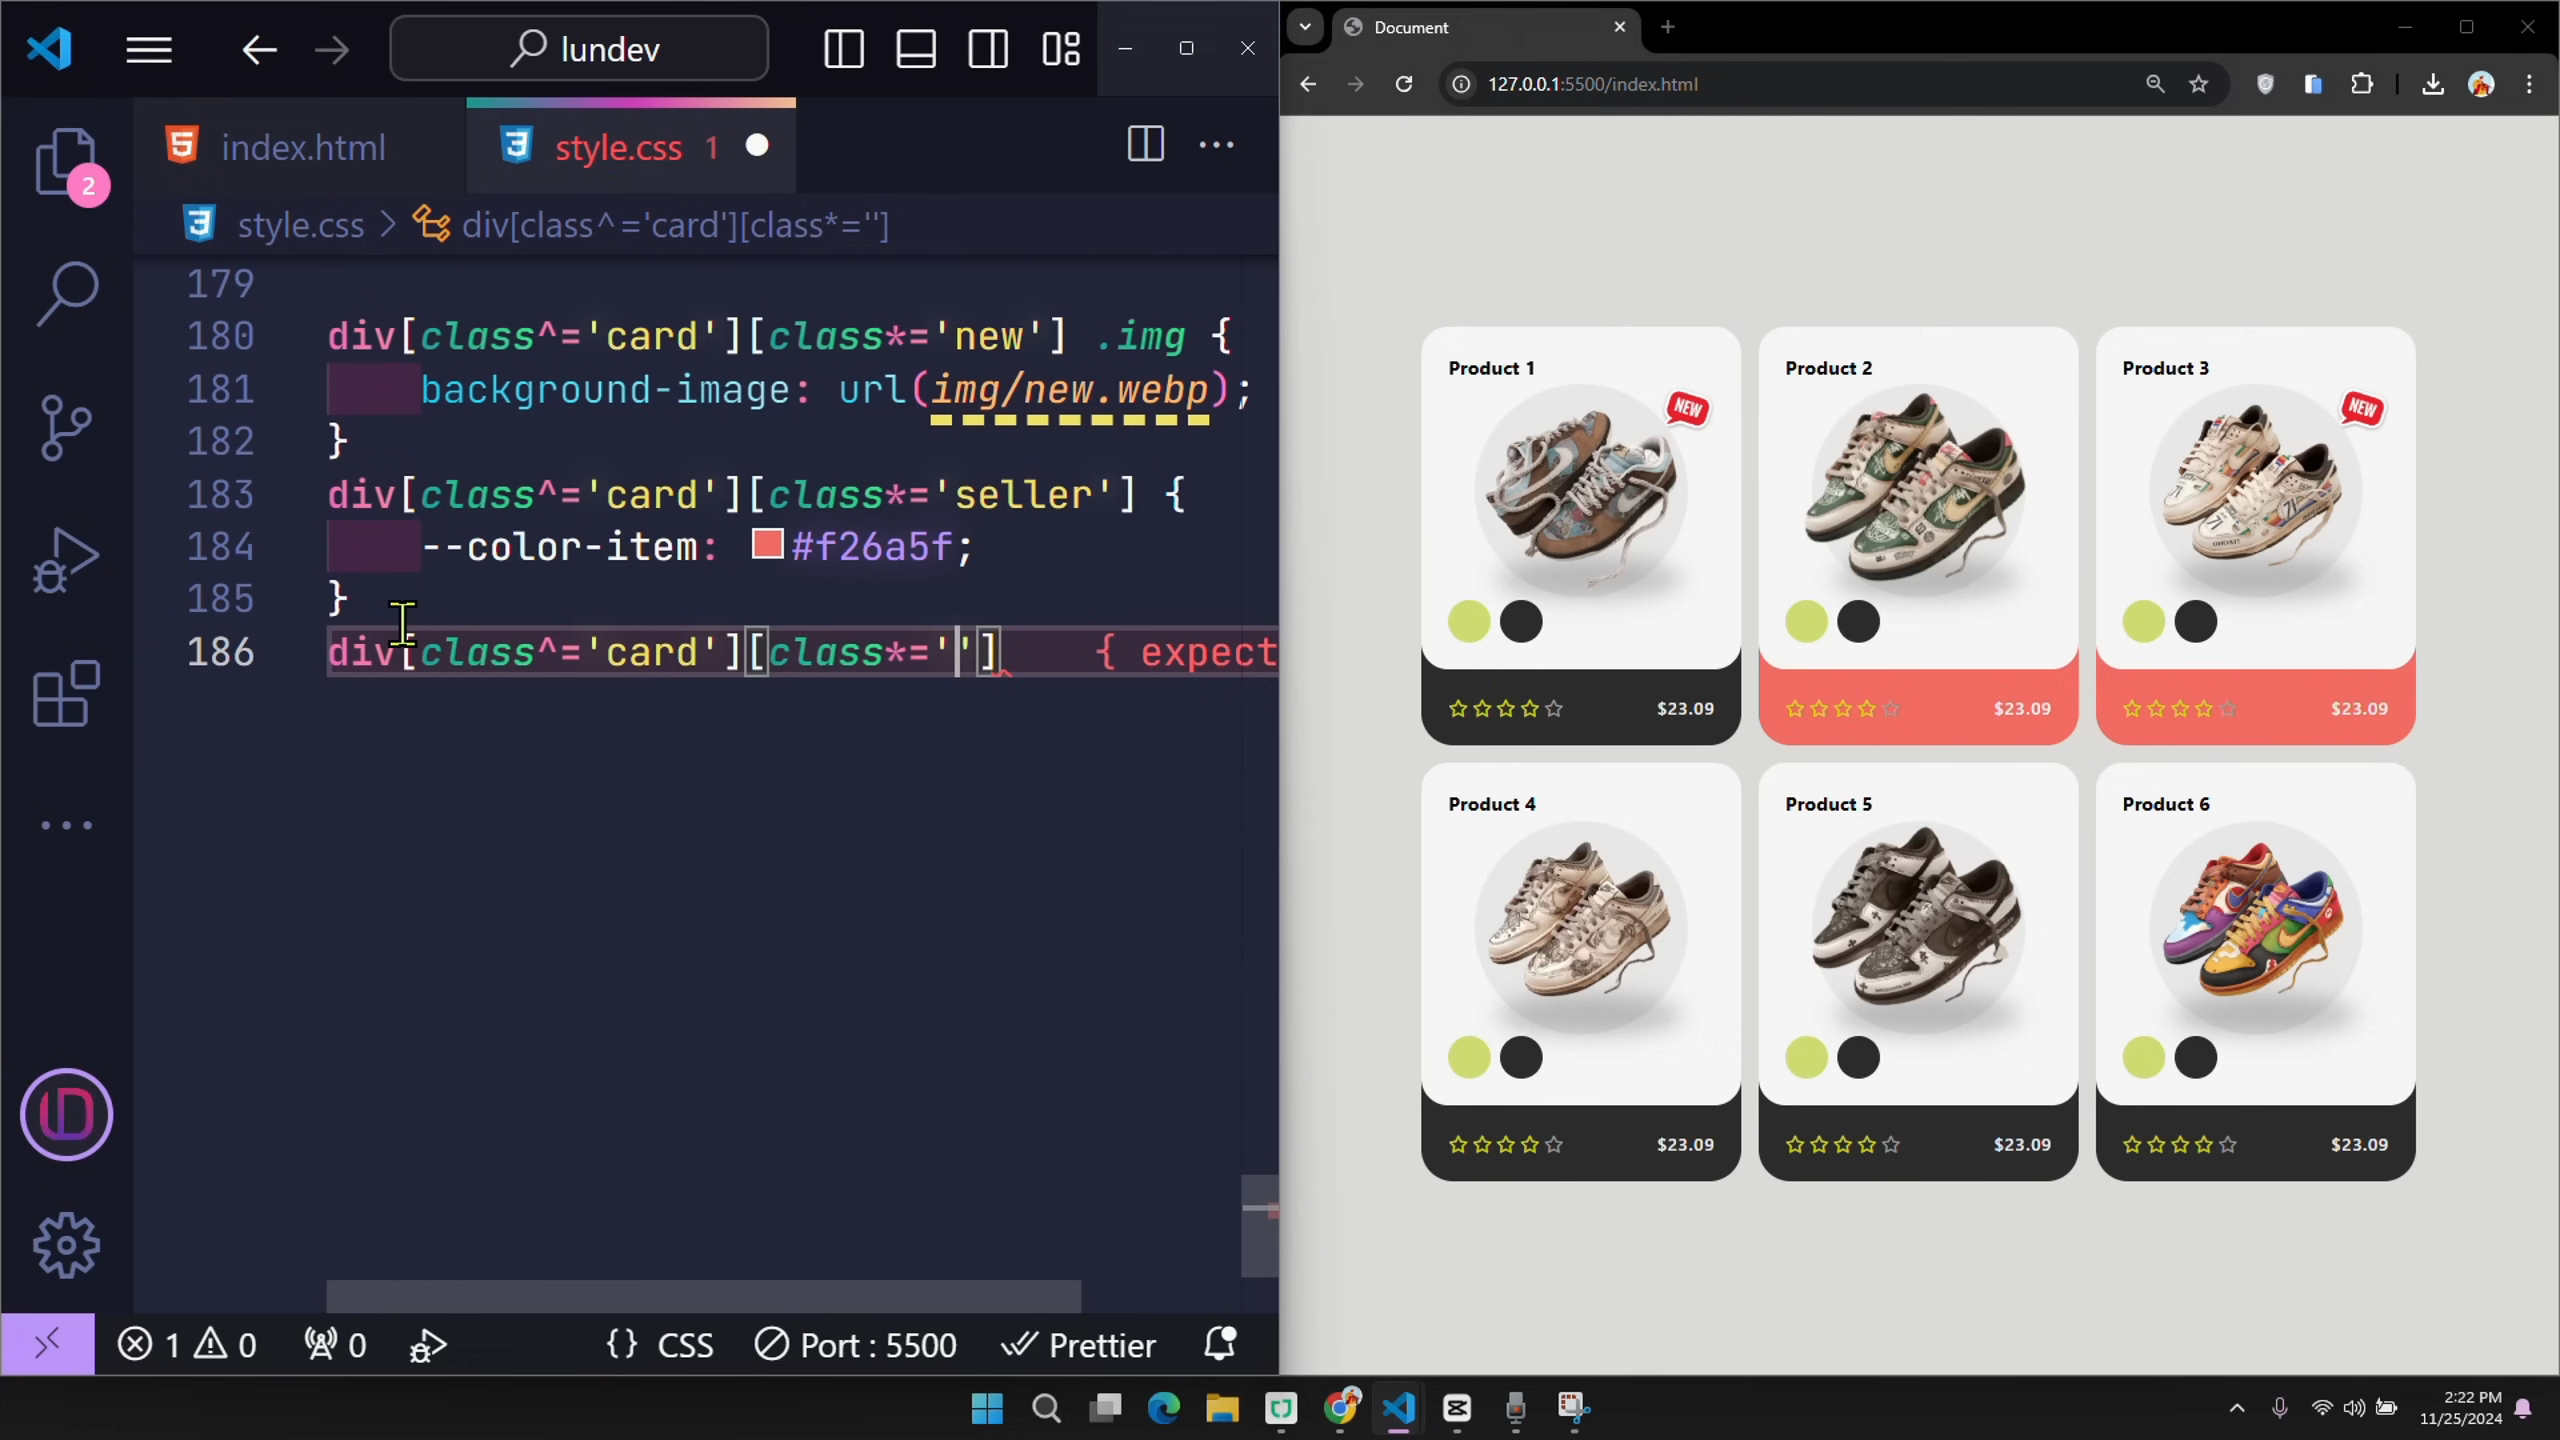 lundev
index.html
style.css 1
2
style.css > div[class^='card'][class*='']
179
180 div[class^='card'][class*='new'] .img {
181 background-image: url(img/new.webp);
182 }
183 div[class^='card'][class*='seller'] {
184 --color-item: #f26a5f;
185 }
186 div[class^='card'][class*=''] { expect
1 0 0 {} CSS Port : 5500 Prettier
Document
127.0.0.1:5500/index.html
Product 1
NEW
$23.09
Product 2
$23.09
Product 3
NEW
$23.09
Product 4
$23.09
Product 5
$23.09
Product 6
$23.09
2:22 PM
11/25/2024